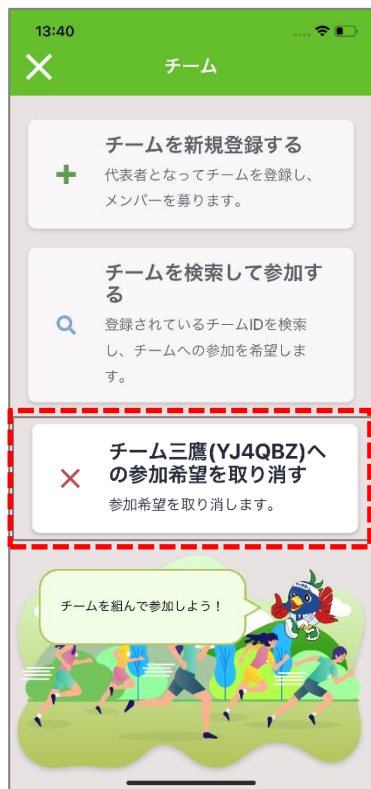 13:40
チーム
チームを新規登録する
代表者となってチームを登録し、
メンバーを募ります。
チームを検索して参加す
る
登録されているチームIDを検索
し、チームへの参加を希望しま
す。
チーム三鷹(YJ4QBZ)へ
の参加希望を取り消す
参加希望を取り消します。
チームを組んで参加しよう！